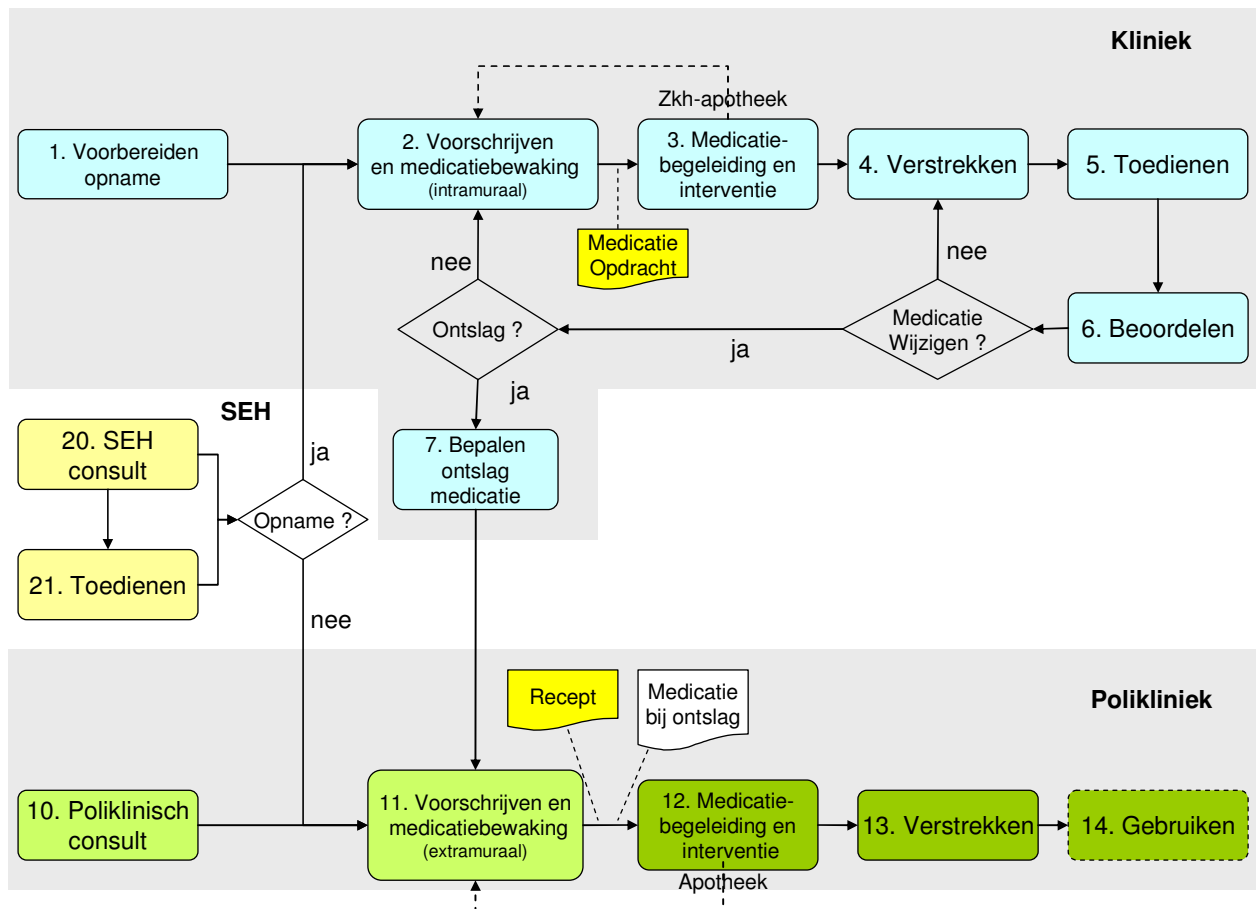 Kliniek
Zkh-apotheek
1. Voorbereiden
opname
2. Voorschrijven
en medicatiebewaking
(intramuraal)
3. Medicatie-
begeleiding en
interventie
4. Verstrekken
5. Toedienen
Medicatie
Opdracht
nee
nee
Ontslag ?
Medicatie
Wijzigen ?
6. Beoordelen
ja
ja
SEH
20. SEH
consult
ja
7. Bepalen
ontslag
medicatie
Opname ?
21. Toedienen
nee
Recept
Medicatie
bij ontslag
Polikliniek
10. Poliklinisch
consult
11. Voorschrijven en
medicatiebewaking
(extramuraal)
12. Medicatie-
begeleiding en
interventie
13. Verstrekken
14. Gebruiken
Apotheek